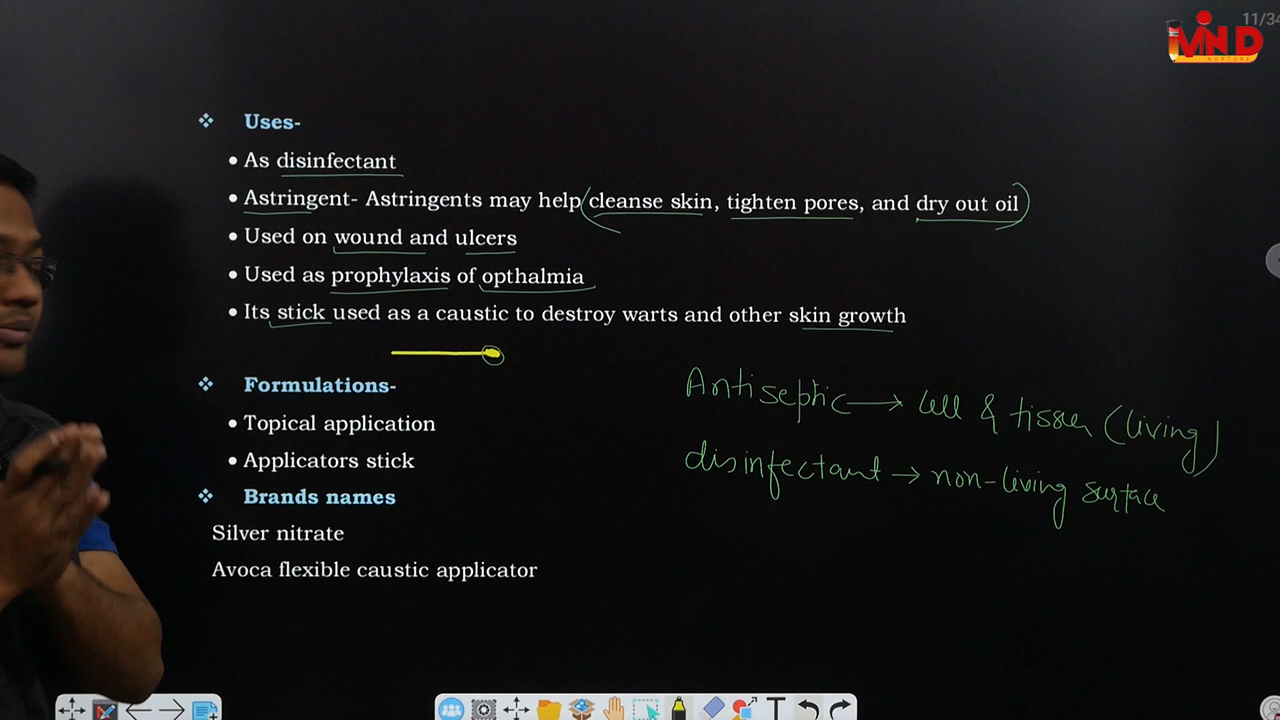 11/34
MIND
NURTURE
❖ Uses-
• As disinfectant
• Astringent- Astringents may help (cleanse skin, tighten pores, and dry out oil)
• Used on wound and ulcers
• Used as prophylaxis of opthalmia
• Its stick used as a caustic to destroy warts and other skin growth
❖ Formulations-
• Topical application
• Applicators stick
❖ Brands names
Silver nitrate
Avoca flexible caustic applicator
Antiseptic → Cell & tissue (living)
disinfectant → non-living surface
T